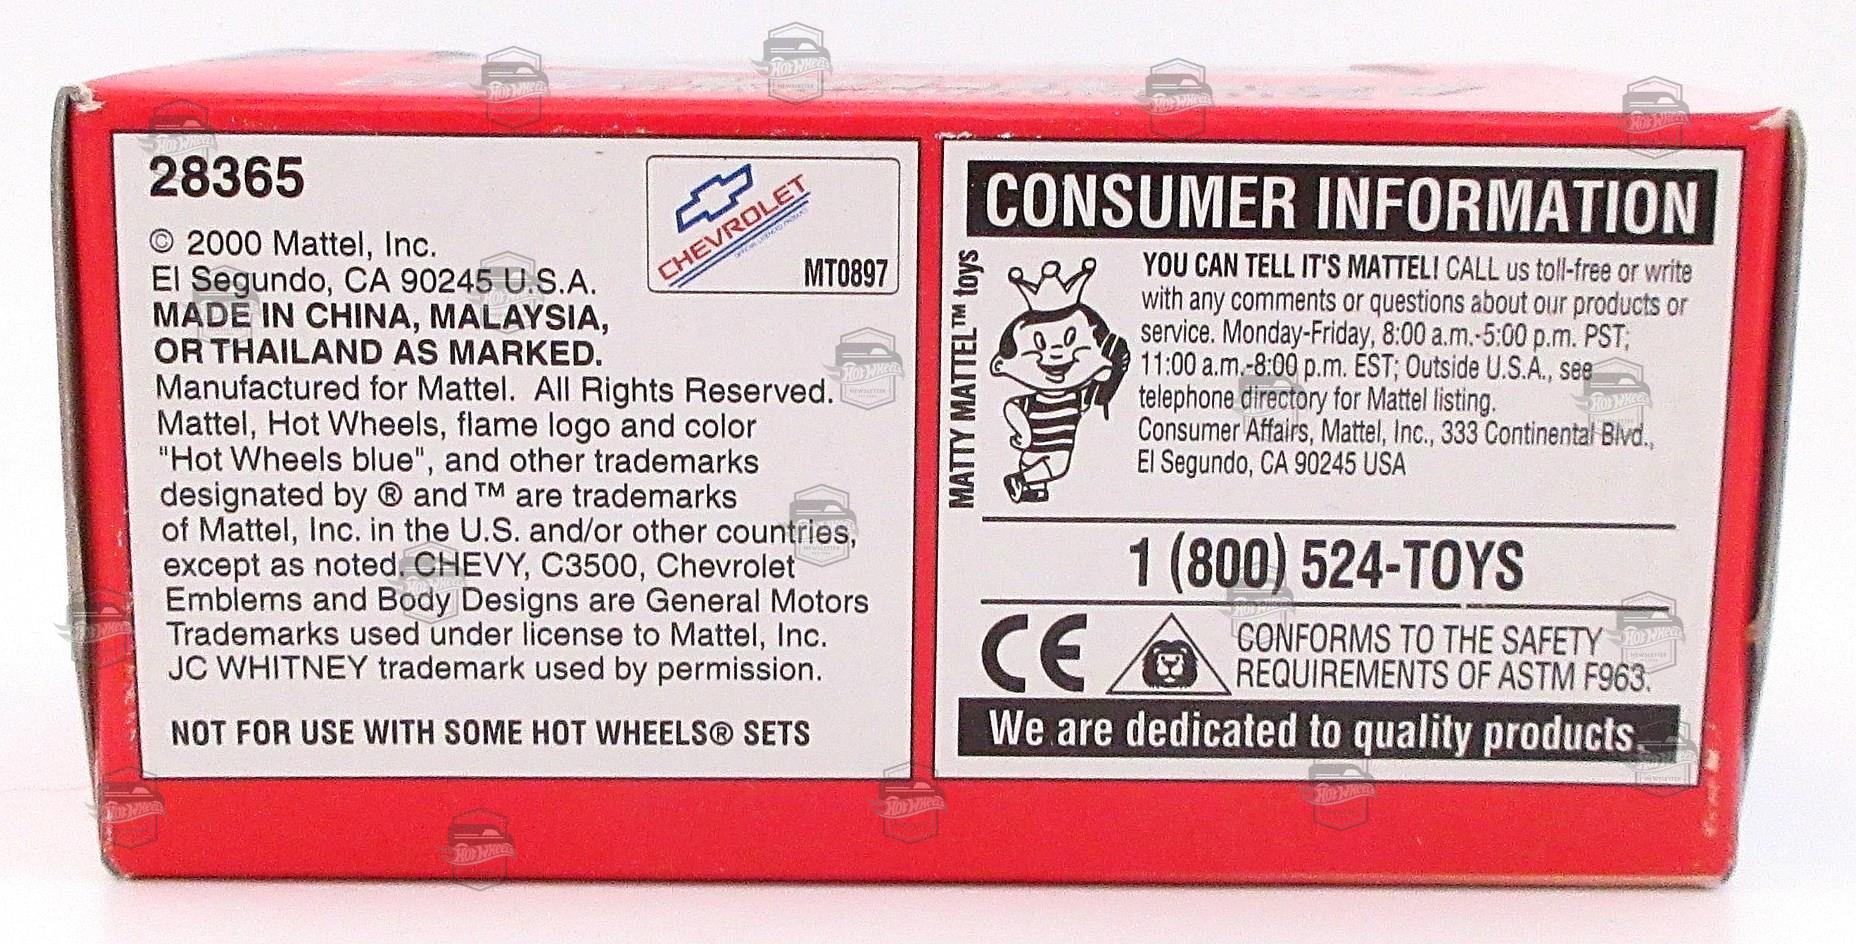 28365
© 2000 Mattel, Inc.
El Segundo, CA 90245 U.S.A.
MADE IN CHINA, MALAYSIA,
OR THAILAND AS MARKED.
Manufactured for Mattel. All Rights Reserved.
Mattel, Hot Wheels, flame logo and color
"Hot Wheels blue", and other trademarks
designated by ® and ™ are trademarks
of Mattel, Inc. in the U.S. and/or other countries,
except as noted. CHEVY, C3500, Chevrolet
Emblems and Body Designs are General Motors
Trademarks used under license to Mattel, Inc.
JC WHITNEY trademark used by permission.
NOT FOR USE WITH SOME HOT WHEELS® SETS
CHEVROLET
OFFICIAL LICENSED PRODUCT
MT0897
CONSUMER INFORMATION
MATTY MATTEL™ toys
YOU CAN TELL IT'S MATTEL! CALL us toll-free or write
with any comments or questions about our products or
service. Monday-Friday, 8:00 a.m.-5:00 p.m. PST;
11:00 a.m.-8:00 p.m. EST; Outside U.S.A., see
telephone directory for Mattel listing.
Consumer Affairs, Mattel, Inc., 333 Continental Blvd.,
El Segundo, CA 90245 USA
1 (800) 524-TOYS
CE
CONFORMS TO THE SAFETY
REQUIREMENTS OF ASTM F963.
We are dedicated to quality products.
Hot Wheels
NEWSLETTER